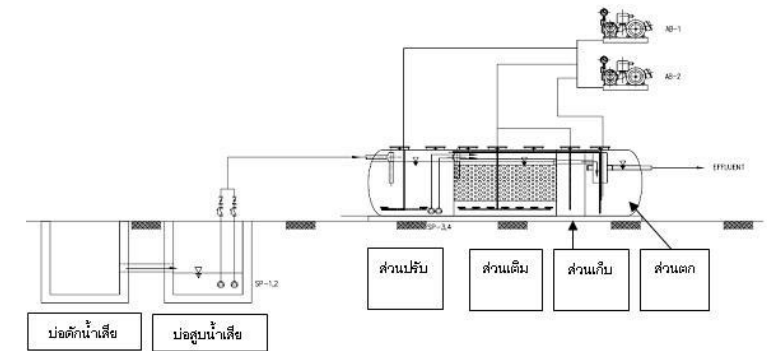 AB-1
AB-2
EFFLUENT
SP-3,4
SP-1,2
ส่วนปรับ
ส่วนเติม
ส่วนเก็บ
ส่วนตก
บ่อดักน้ำเสีย
บ่อสูบน้ำเสีย